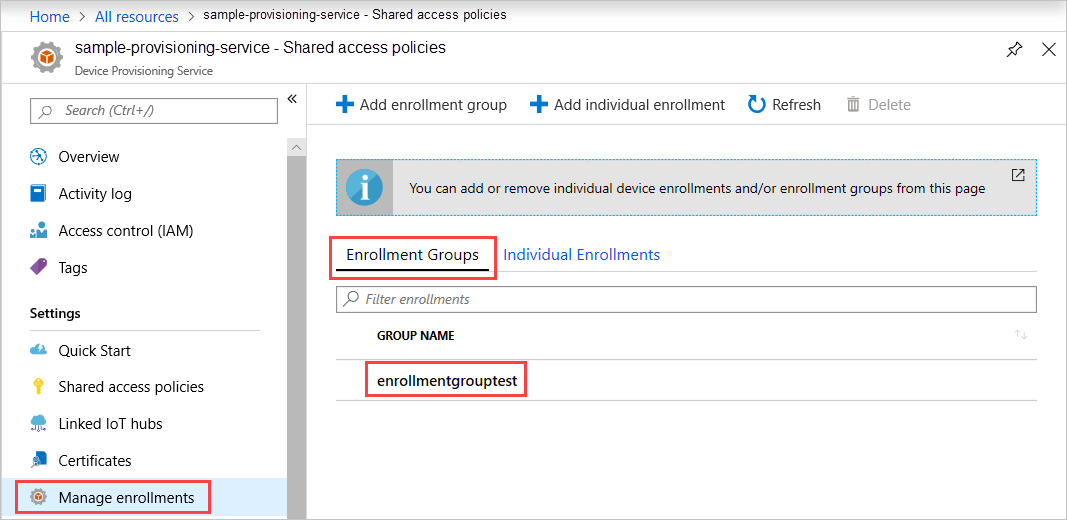 Home > All resources > sample-provisioning-service - Shared access policies
sample-provisioning-service - Shared access policies
Device Provisioning Service
Search (Ctrl+/)
Overview
Activity log
Access control (IAM)
Tags
Settings
Quick Start
Shared access policies
Linked IoT hubs
Certificates
Manage enrollments
Add enrollment group Add individual enrollment Refresh Delete
You can add or remove individual device enrollments and/or enrollment groups from this page
Enrollment Groups Individual Enrollments
Filter enrollments
GROUP NAME
enrollmentgrouptest